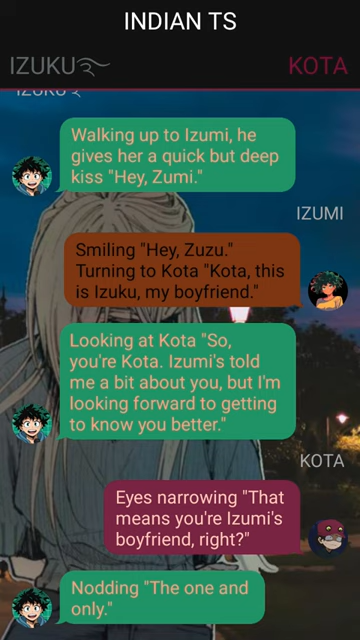 INDIAN TS
IZUKU
KOTA
IZUKU
Walking up to Izumi, he
gives her a quick but deep
kiss "Hey, Zumi."
IZUMI
Smiling "Hey, Zuzu."
Turning to Kota "Kota, this
is Izuku, my boyfriend."
Looking at Kota "So,
you're Kota. Izumi's told
me a bit about you, but I'm
looking forward to getting
to know you better."
KOTA
Eyes narrowing "That
means you're Izumi's
boyfriend, right?"
Nodding "The one and
only."